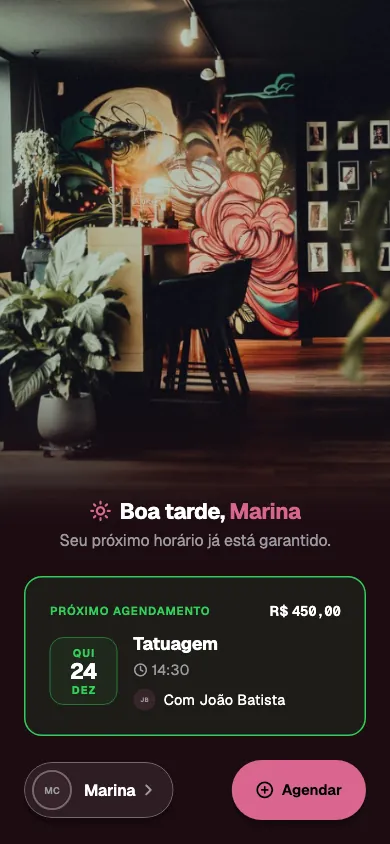 Boa tarde, Marina
Seu próximo horário já está garantido.
PRÓXIMO AGENDAMENTO
R$ 450,00
QUI
24
DEZ
Tatuagem
14:30
JB
Com João Batista
MC
Marina
Agendar